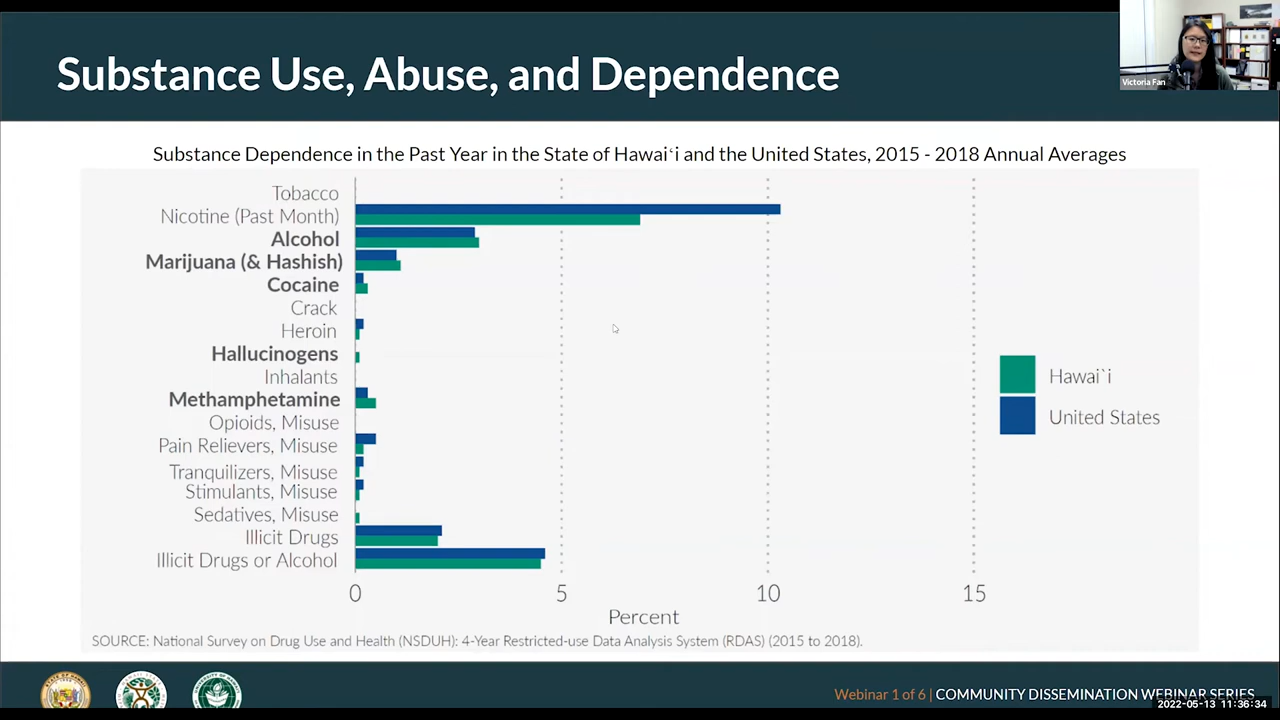 Substance Use, Abuse, and Dependence
Victoria Fan
Substance Dependence in the Past Year in the State of Hawaiʻi and the United States, 2015 - 2018 Annual Averages
Tobacco
Nicotine (Past Month)
Alcohol
Marijuana (& Hashish)
Cocaine
Crack
Heroin
Hallucinogens
Inhalants
Methamphetamine
Opioids, Misuse
Pain Relievers, Misuse
Tranquilizers, Misuse
Stimulants, Misuse
Sedatives, Misuse
Illicit Drugs
Illicit Drugs or Alcohol
Hawai`i
United States
0 5 10 15
Percent
SOURCE: National Survey on Drug Use and Health (NSDUH): 4-Year Restricted-use Data Analysis System (RDAS) (2015 to 2018).
Webinar 1 of 6 | COMMUNITY DISSEMINATION WEBINAR SERIES
2022-05-13 11:36:34